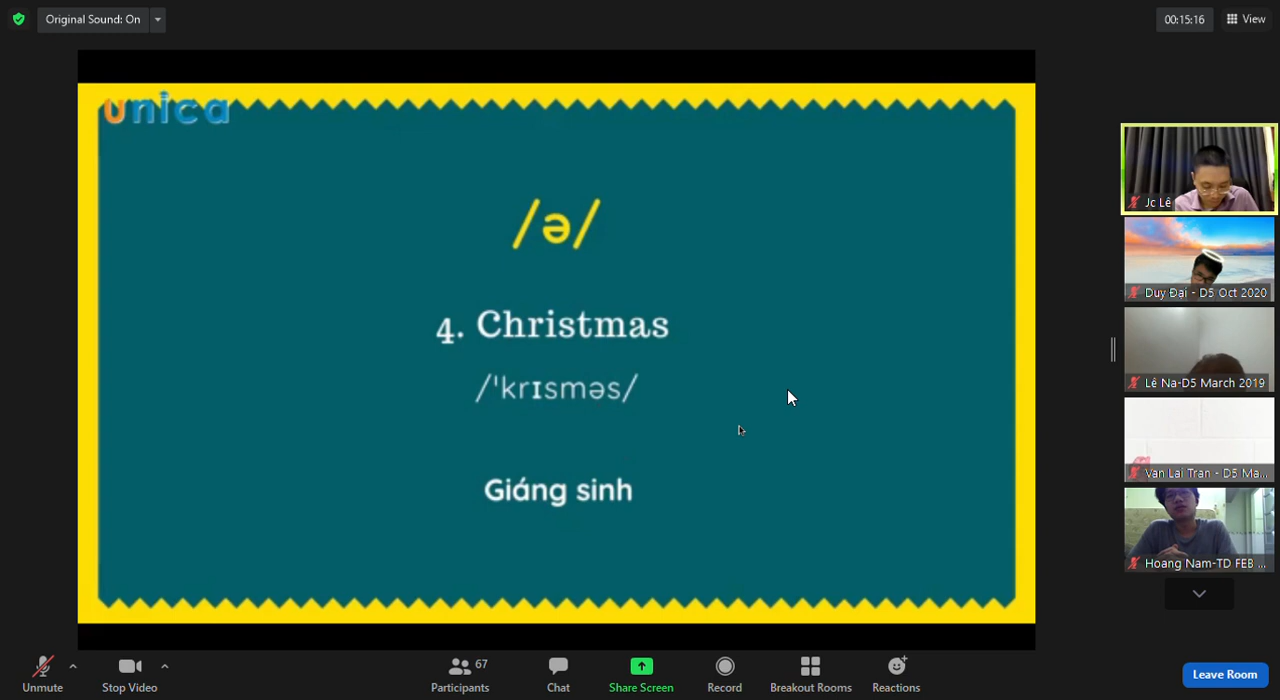 Original Sound: On
00:15:16
View
unica
/ə/
4. Christmas
/ˈkrɪsməs/
Giáng sinh
Jc Lê
Duy Đại - D5 Oct 2020
Lê Na-D5 March 2019
Van Lai Tran - D5 Ma...
Hoang Nam-TD FEB ...
Unmute
Stop Video
Participants
67
Chat
Share Screen
Record
Breakout Rooms
Reactions
Leave Room